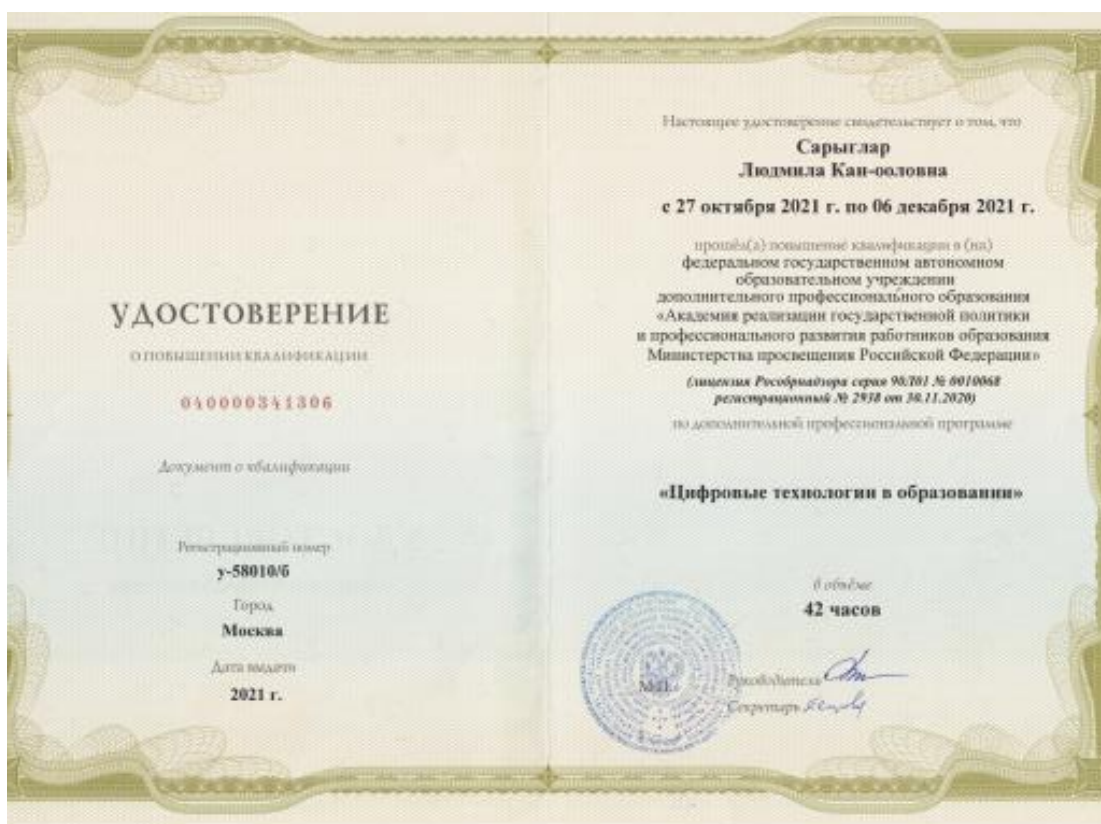 УДОСТОВЕРЕНИЕ
О ПОВЫШЕНИИ КВАЛИФИКАЦИИ
040000341306
Документ о квалификации
Регистрационный номер
у-58010/б
Город
Москва
Дата выдачи
2021 г.
Настоящее удостоверение свидетельствует о том, что
Сарыглар
Людмила Кан-ооловна
с 27 октября 2021 г. по 06 декабря 2021 г.
прошёл(а) повышение квалификации в (на)
федеральном государственном автономном
образовательном учреждении
дополнительного профессионального образования
«Академия реализации государственной политики
и профессионального развития работников образования
Министерства просвещения Российской Федерации»
(лицензия Рособрнадзора серия 90Л01 № 0010068
регистрационный № 2938 от 30.11.2020)
по дополнительной профессиональной программе
«Цифровые технологии в образовании»
в объёме
42 часов
М.П.
Руководитель
Секретарь